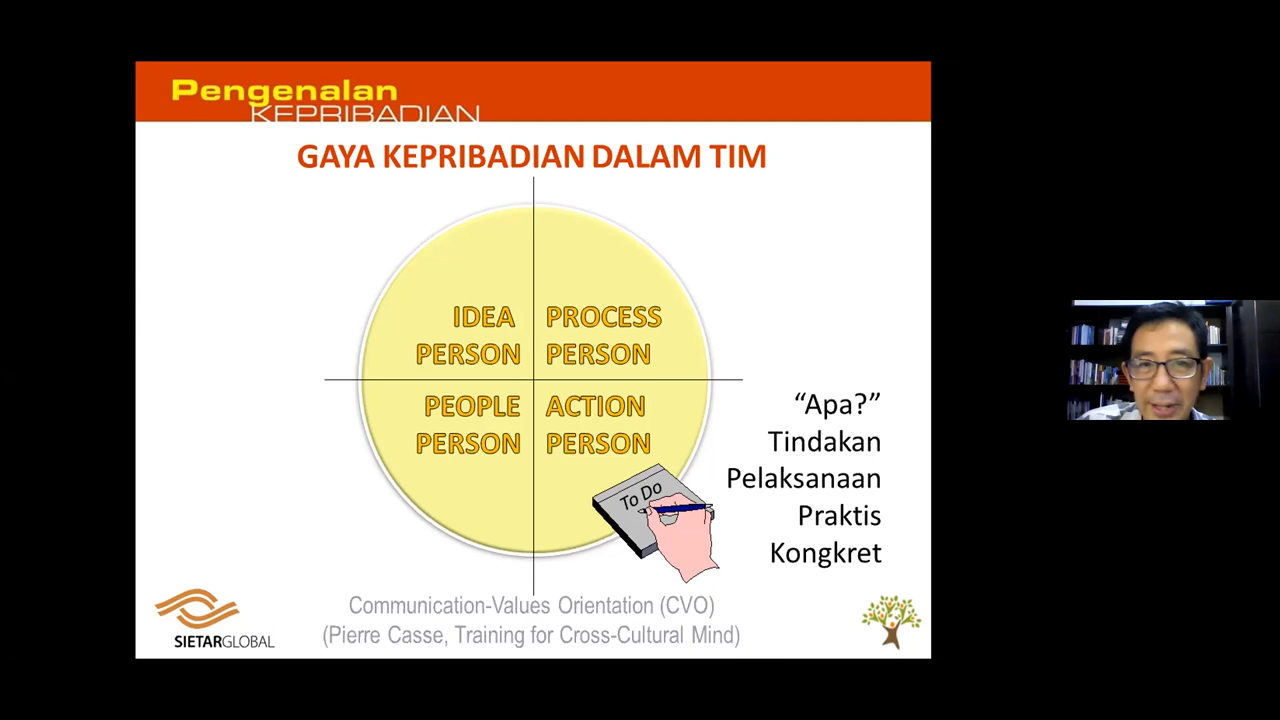 Pengenalan
KEPRIBADIAN
GAYA KEPRIBADIAN DALAM TIM
IDEA
PERSON
PROCESS
PERSON
PEOPLE
PERSON
ACTION
PERSON
To Do
“Apa?”
Tindakan
Pelaksanaan
Praktis
Kongkret
Communication-Values Orientation (CVO)
(Pierre Casse, Training for Cross-Cultural Mind)
SIETARGLOBAL